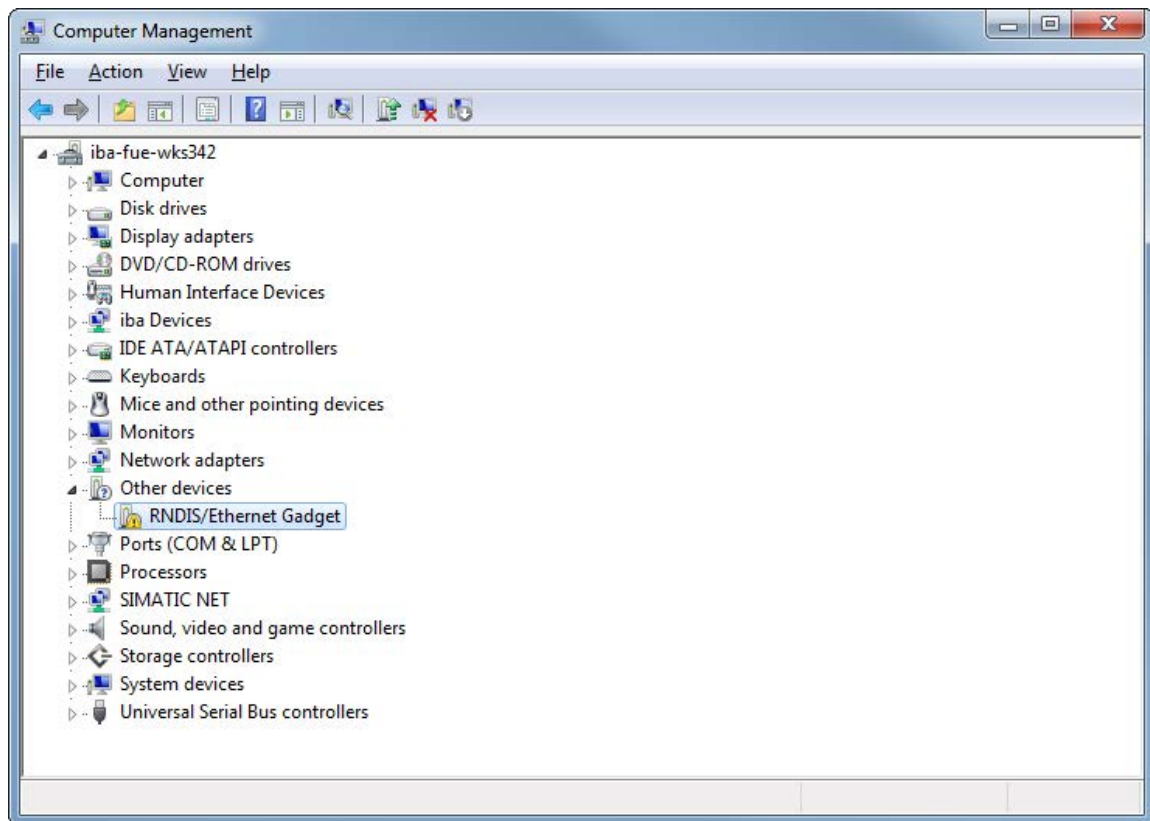 Computer Management
File Action View Help
iba-fue-wks342
Computer
Disk drives
Display adapters
DVD/CD-ROM drives
Human Interface Devices
iba Devices
IDE ATA/ATAPI controllers
Keyboards
Mice and other pointing devices
Monitors
Network adapters
Other devices
RNDIS/Ethernet Gadget
Ports (COM & LPT)
Processors
SIMATIC NET
Sound, video and game controllers
Storage controllers
System devices
Universal Serial Bus controllers